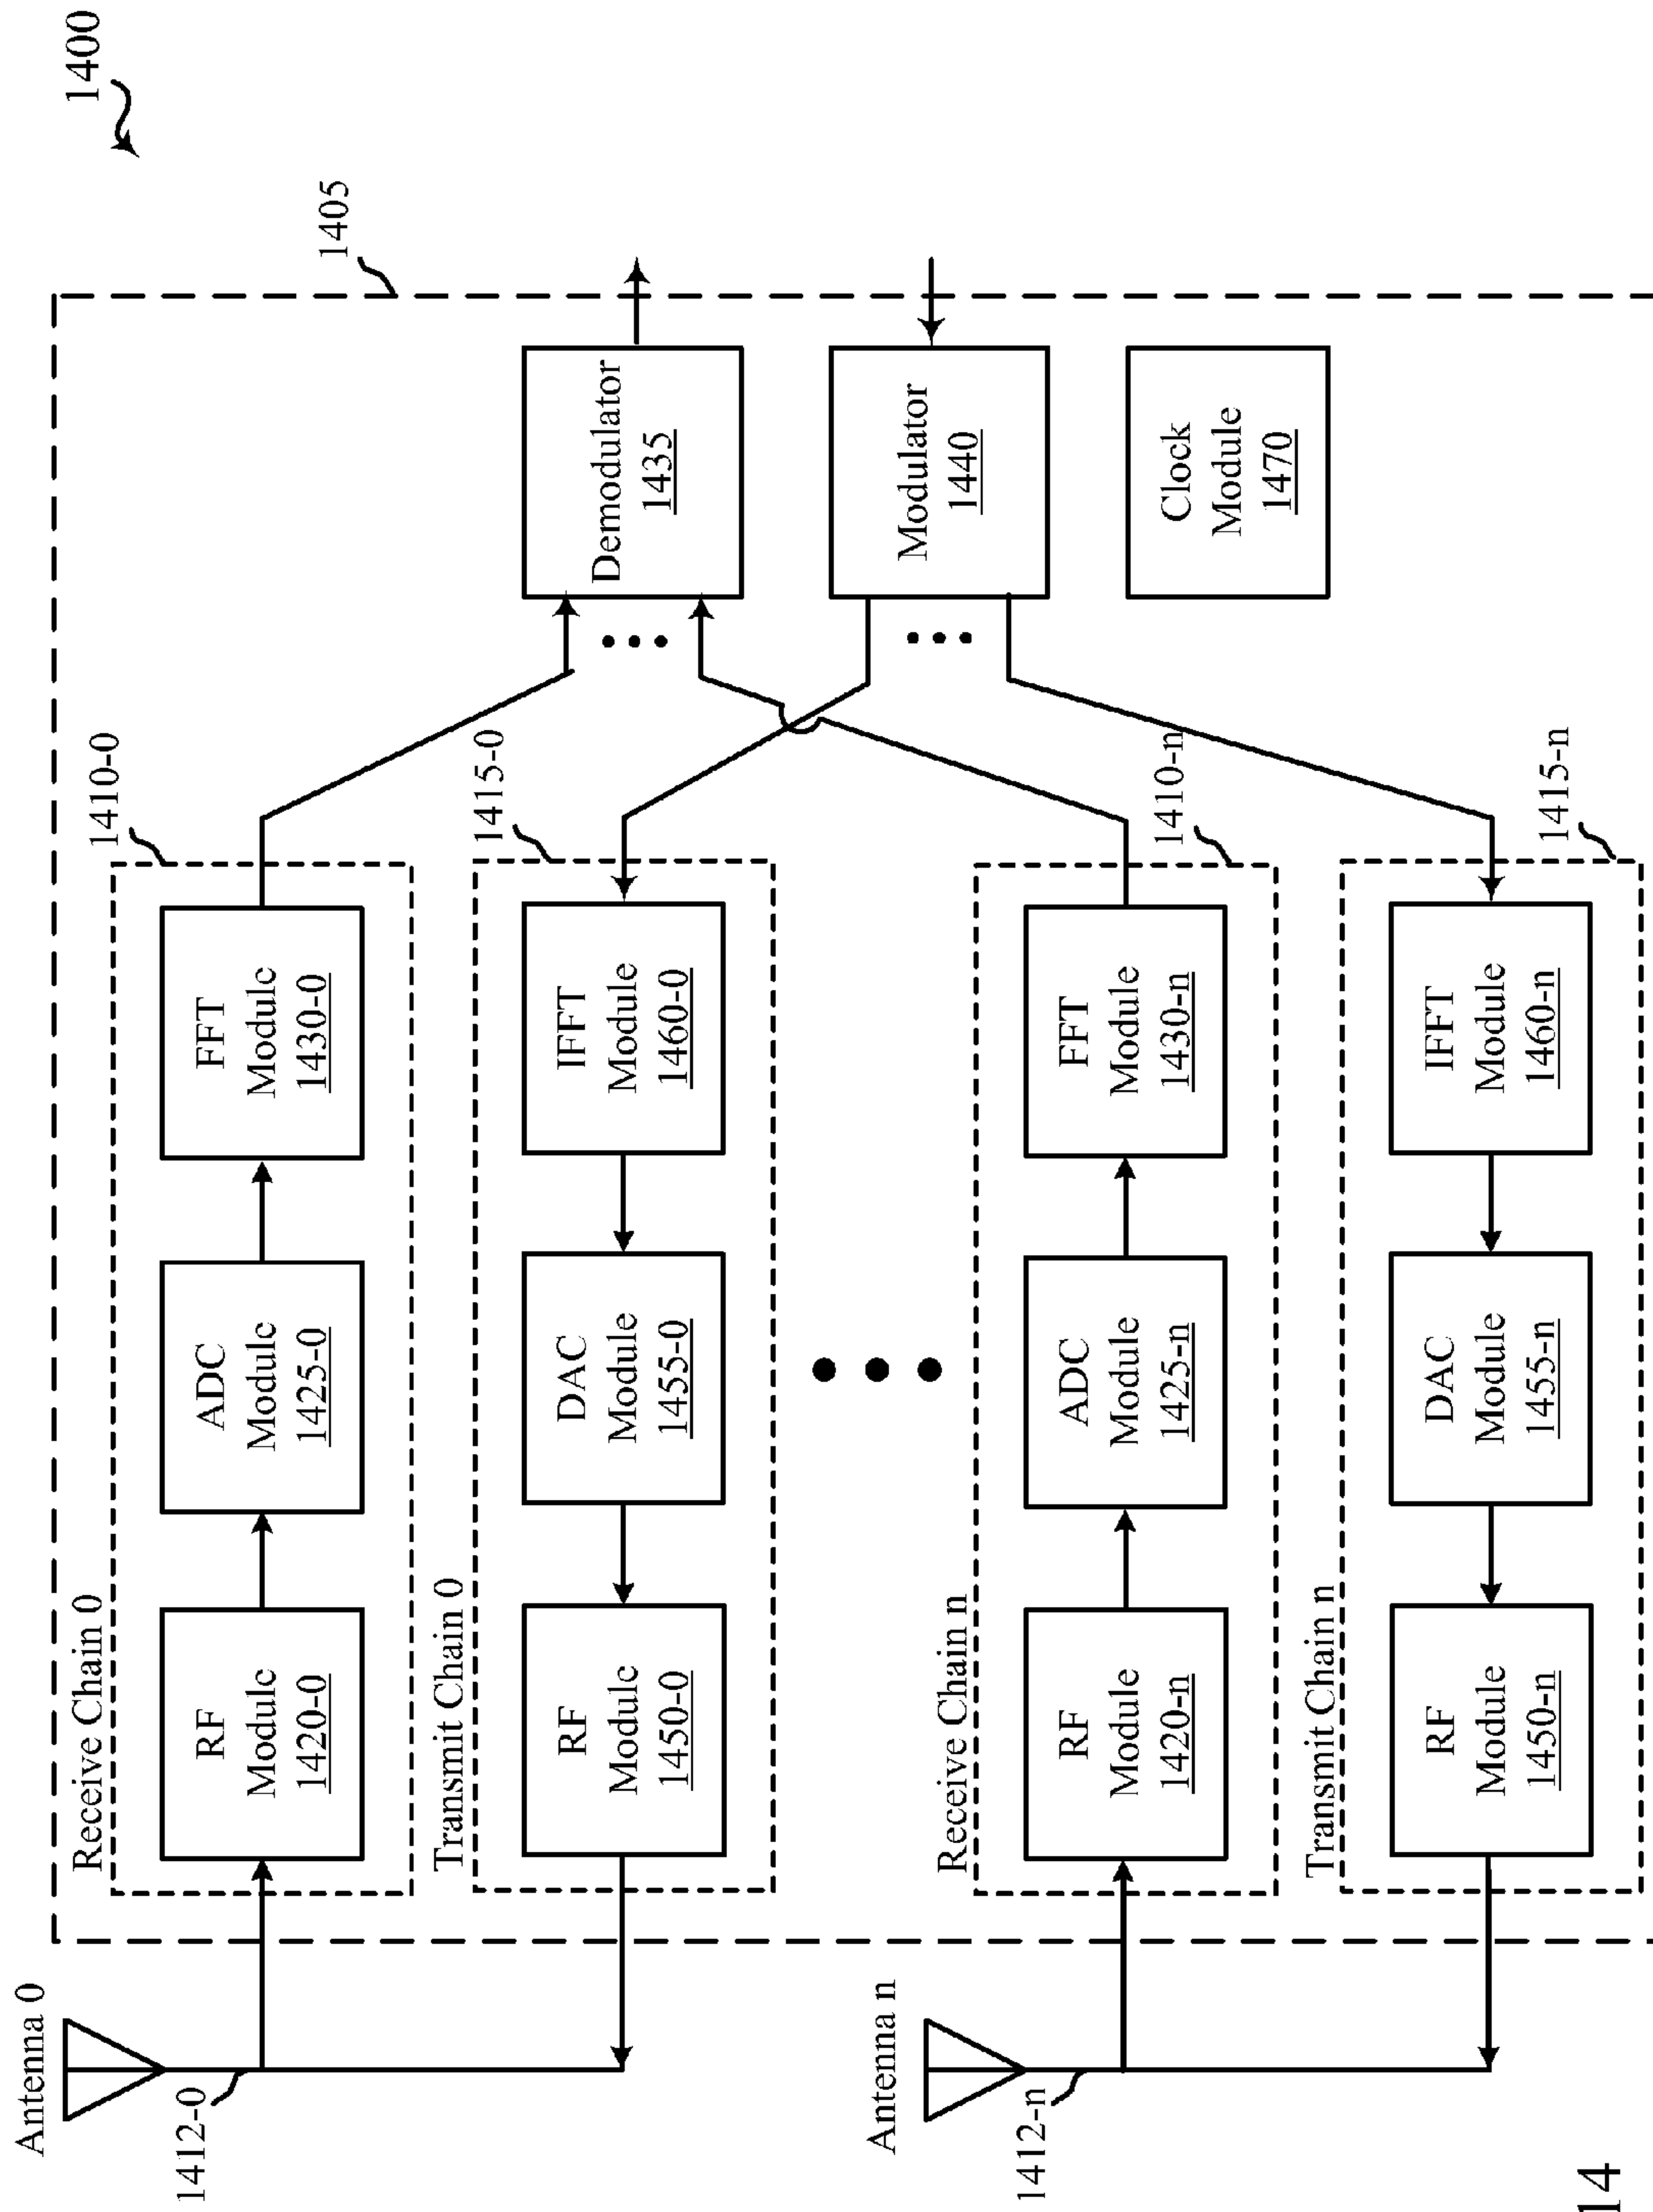 1400
1405
Antenna 0
1412-0
Receive Chain 0
1410-0
RF
Module
1420-0
ADC
Module
1425-0
FFT
Module
1430-0
Transmit Chain 0
1415-0
RF
Module
1450-0
DAC
Module
1455-0
IFFT
Module
1460-0
Demodulator
1435
Modulator
1440
Clock
Module
1470
Antenna n
1412-n
Receive Chain n
1410-n
RF
Module
1420-n
ADC
Module
1425-n
FFT
Module
1430-n
Transmit Chain n
1415-n
RF
Module
1450-n
DAC
Module
1455-n
IFFT
Module
1460-n
14